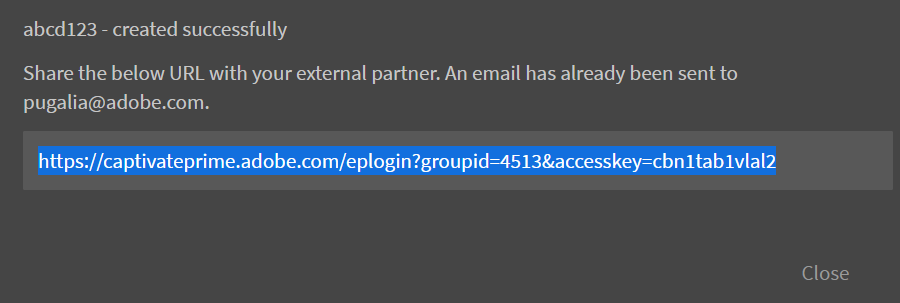 abcd123 - created successfully
Share the below URL with your external partner. An email has already been sent to
pugalia@adobe.com.
https://captivateprime.adobe.com/eplogin?groupid=4513&accesskey=cbn1tab1vlal2
Close